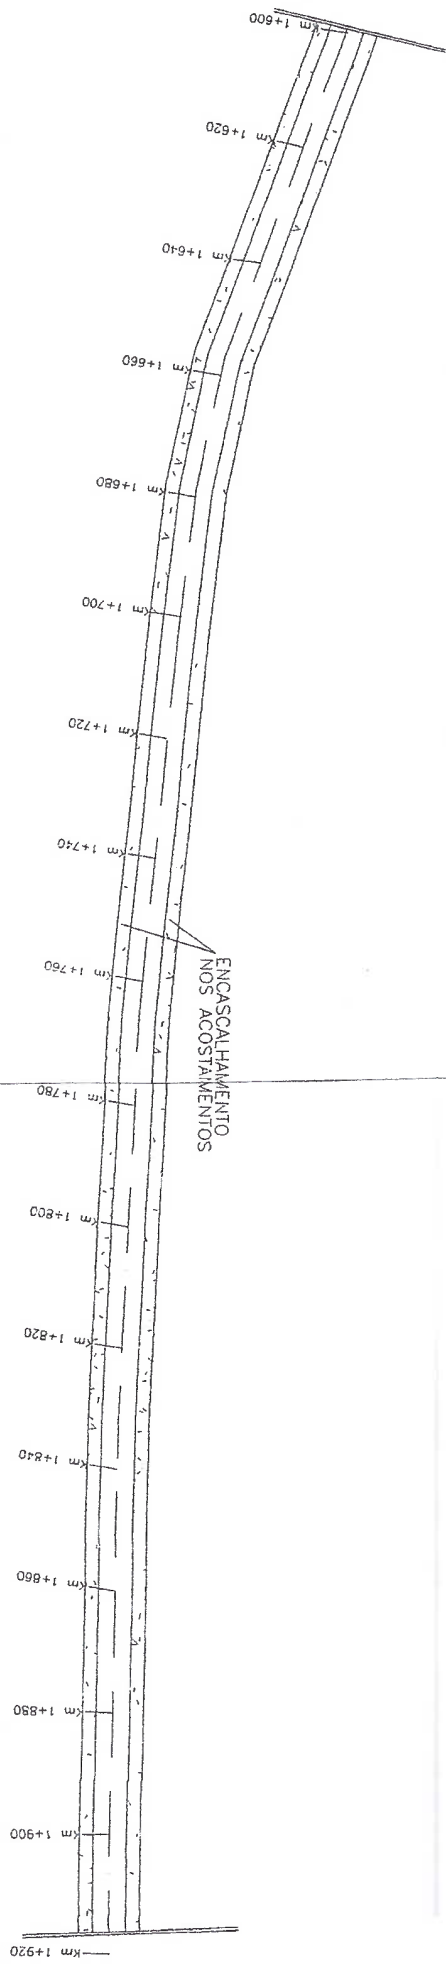 Km 1+600
Km 1+620
Km 1+640
Km 1+660
Km 1+680
Km 1+700
Km 1+720
Km 1+740
Km 1+760
ENCASCALHAMENTO
NOS ACOSTAMENTOS
Km 1+780
Km 1+800
Km 1+820
Km 1+840
Km 1+860
Km 1+880
Km 1+900
Km 1+920